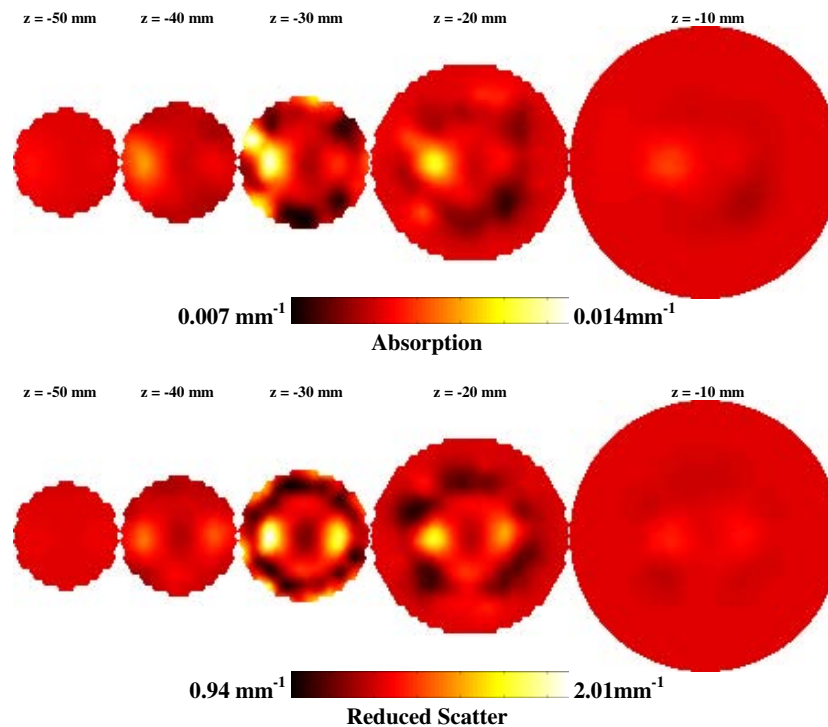 z = -50 mm z = -40 mm z = -30 mm z = -20 mm z = -10 mm
0.007 mm⁻¹ 0.014mm⁻¹
Absorption
z = -50 mm z = -40 mm z = -30 mm z = -20 mm z = -10 mm
0.94 mm⁻¹ 2.01mm⁻¹
Reduced Scatter